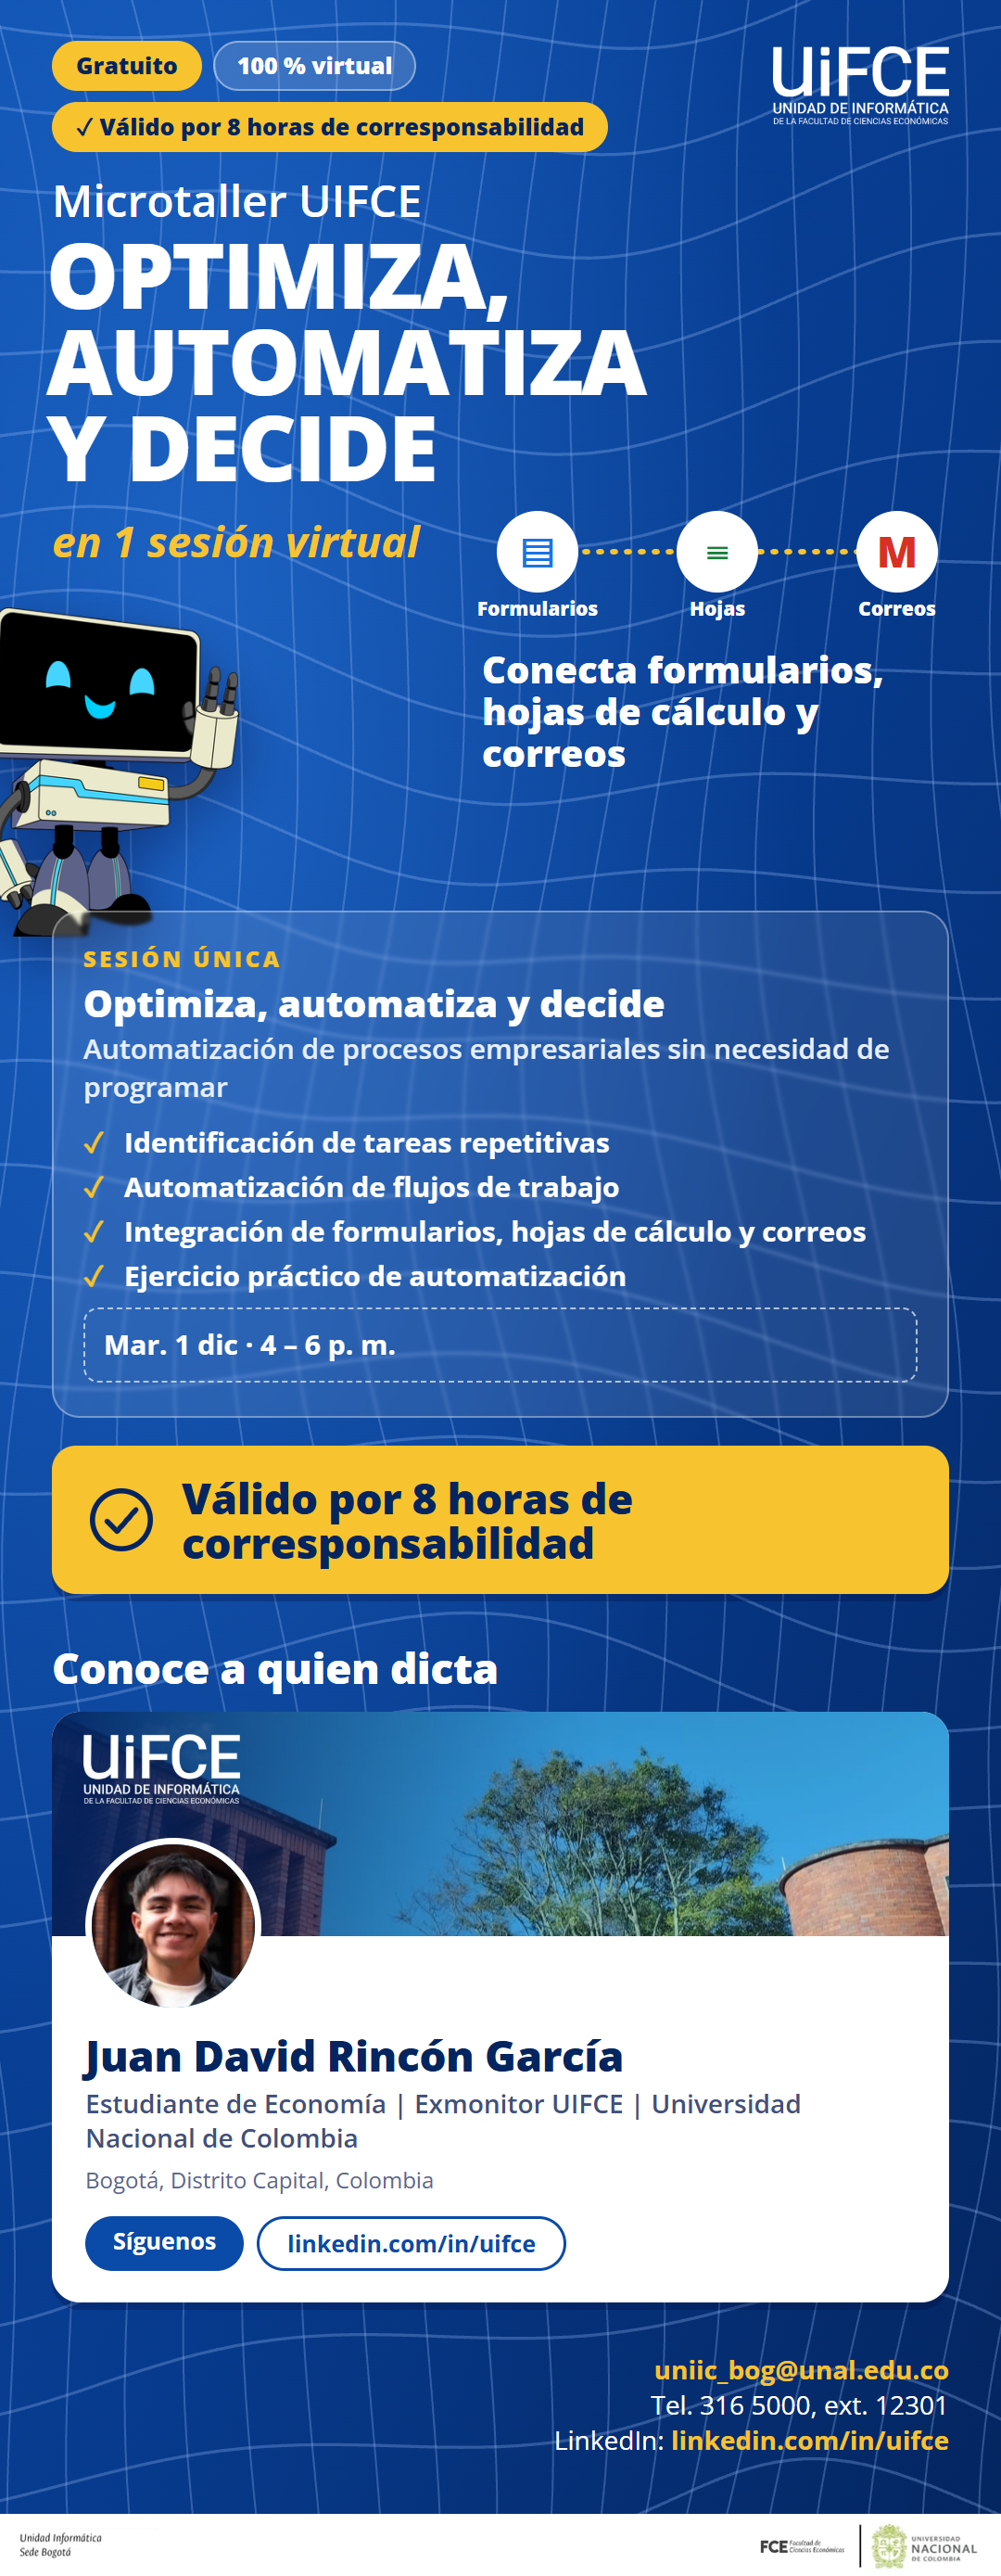 Gratuito
100 % virtual
UiFCE
UNIDAD DE INFORMÁTICA
DE LA FACULTAD DE CIENCIAS ECONÓMICAS
✓ Válido por 8 horas de corresponsabilidad
Microtaller UIFCE
OPTIMIZA,
AUTOMATIZA
Y DECIDE
en 1 sesión virtual
M
Formularios
Hojas
Correos
Conecta formularios,
hojas de cálculo y
correos
SESIÓN ÚNICA
Optimiza, automatiza y decide
Automatización de procesos empresariales sin necesidad de
programar
✓ Identificación de tareas repetitivas
✓ Automatización de flujos de trabajo
✓ Integración de formularios, hojas de cálculo y correos
✓ Ejercicio práctico de automatización
Mar. 1 dic · 4 – 6 p. m.
Válido por 8 horas de
corresponsabilidad
Conoce a quien dicta
UiFCE
UNIDAD DE INFORMÁTICA
DE LA FACULTAD DE CIENCIAS ECONÓMICAS
Juan David Rincón García
Estudiante de Economía | Exmonitor UIFCE | Universidad
Nacional de Colombia
Bogotá, Distrito Capital, Colombia
Síguenos
linkedin.com/in/uifce
uniic_bog@unal.edu.co
Tel. 316 5000, ext. 12301
LinkedIn: linkedin.com/in/uifce
Unidad Informática
Sede Bogotá
FCE Facultad de
Ciencias Económicas
UNIVERSIDAD
NACIONAL
DE COLOMBIA